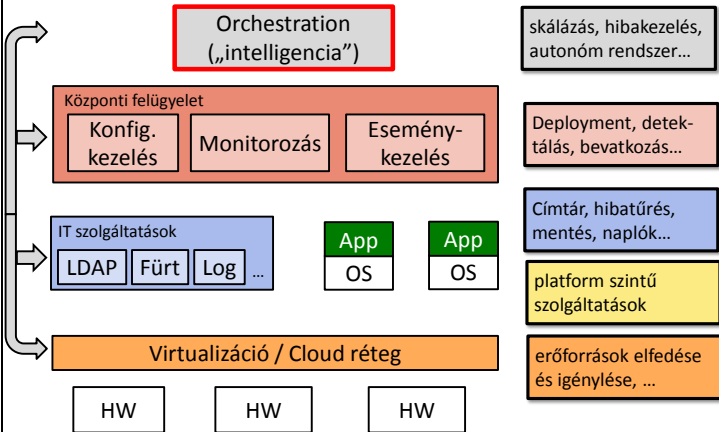 Orchestration
(„intelligencia”)
skálázás, hibakezelés,
autonóm rendszer…
Központi felügyelet
Konfig.
kezelés
Monitorozás
Esemény-
kezelés
Deployment, detek-
tálás, bevatkozás…
IT szolgáltatások
LDAP
Fürt
Log
...
App
OS
App
OS
Címtár, hibatűrés,
mentés, naplók…
platform szintű
szolgáltatások
Virtualizáció / Cloud réteg
erőforrások elfedése
és igénylése, …
HW
HW
HW